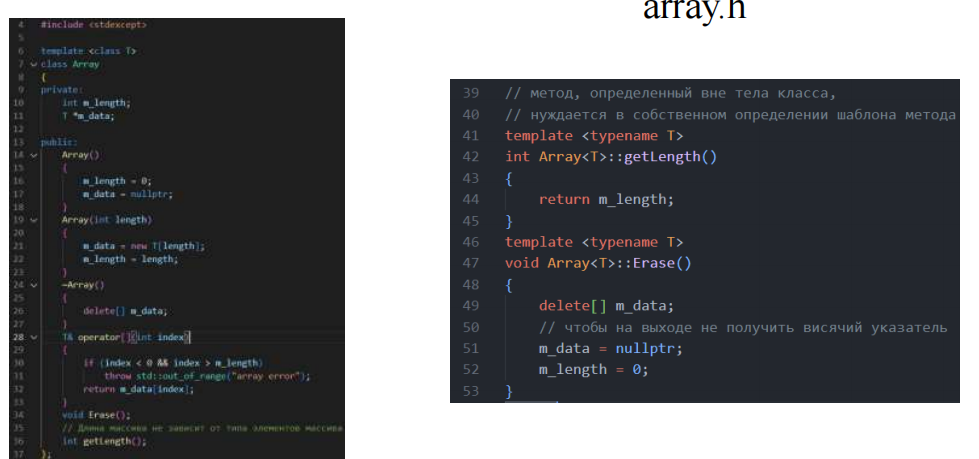 array.h
4 #include <stdexcept>
5
6 template <class T>
7 class Array
8 {
9 private:
10 int m_length;
11 T *m_data;
12
13 public:
14 Array()
15 {
16 m_length = 0;
17 m_data = nullptr;
18 }
19 Array(int length)
20 {
21 m_data = new T[length];
22 m_length = length;
23 }
24 ~Array()
25 {
26 delete[] m_data;
27 }
28 T& operator[](int index)
29 {
30 if (index < 0 && index > m_length)
31 throw std::out_of_range("array error");
32 return m_data[index];
33 }
34 void Erase();
35 // Длина массива не зависит от типа элементов массива
36 int getLength();
37 };
39 // метод, определенный вне тела класса,
40 // нуждается в собственном определении шаблона метода
41 template <typename T>
42 int Array<T>::getLength()
43 {
44 return m_length;
45 }
46 template <typename T>
47 void Array<T>::Erase()
48 {
49 delete[] m_data;
50 // чтобы на выходе не получить висячий указатель
51 m_data = nullptr;
52 m_length = 0;
53 }